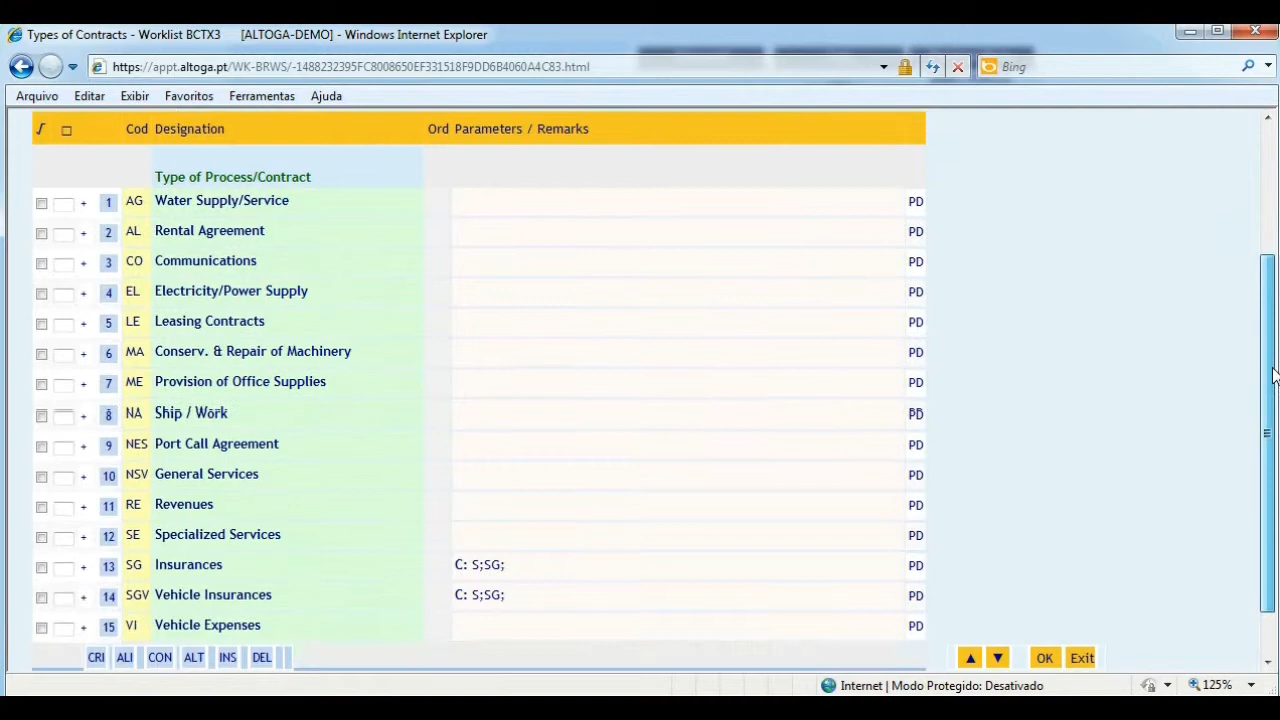 Types of Contracts - Worklist BCTX3 [ALTOGA-DEMO] - Windows Internet Explorer
https://appt.altoga.pt/WK-BRWS/-1488232395FC8008650EF331518F9DD6B4060A4C83.html
Bing
Arquivo Editar Exibir Favoritos Ferramentas Ajuda
Cod Designation Ord Parameters / Remarks
Type of Process/Contract
+ 1 AG Water Supply/Service PD
+ 2 AL Rental Agreement PD
+ 3 CO Communications PD
+ 4 EL Electricity/Power Supply PD
+ 5 LE Leasing Contracts PD
+ 6 MA Conserv. & Repair of Machinery PD
+ 7 ME Provision of Office Supplies PD
+ 8 NA Ship / Work PD
+ 9 NES Port Call Agreement PD
+ 10 NSV General Services PD
+ 11 RE Revenues PD
+ 12 SE Specialized Services PD
+ 13 SG Insurances C: S;SG; PD
+ 14 SGV Vehicle Insurances C: S;SG; PD
+ 15 VI Vehicle Expenses PD
CRI ALI CON ALT INS DEL ▲ ▼ OK Exit
Internet | Modo Protegido: Desativado 125%